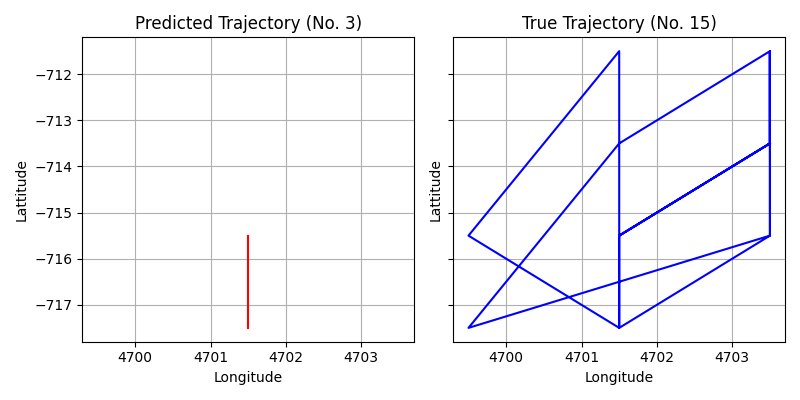 Predicted Trajectory (No. 3)
True Trajectory (No. 15)
−712
−713
−714
−715
−716
−717
Lattitude
Lattitude
4700 4701 4702 4703
4700 4701 4702 4703
Longitude
Longitude